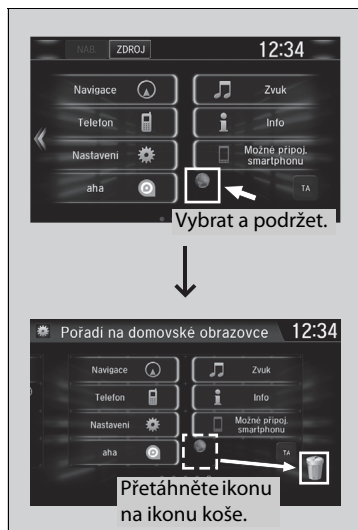 NAB. ZDROJ 12:34
Navigace Zvuk
Telefon Info
Nastavení Možné připoj.
smartphonu
aha TA
Vybrat a podržet.
Pořadí na domovské obrazovce 12:34
Navigace Zvuk
Telefon Info
Nastavení Možné připoj.
smartphonu
aha TA
Přetáhněte ikonu
na ikonu koše.